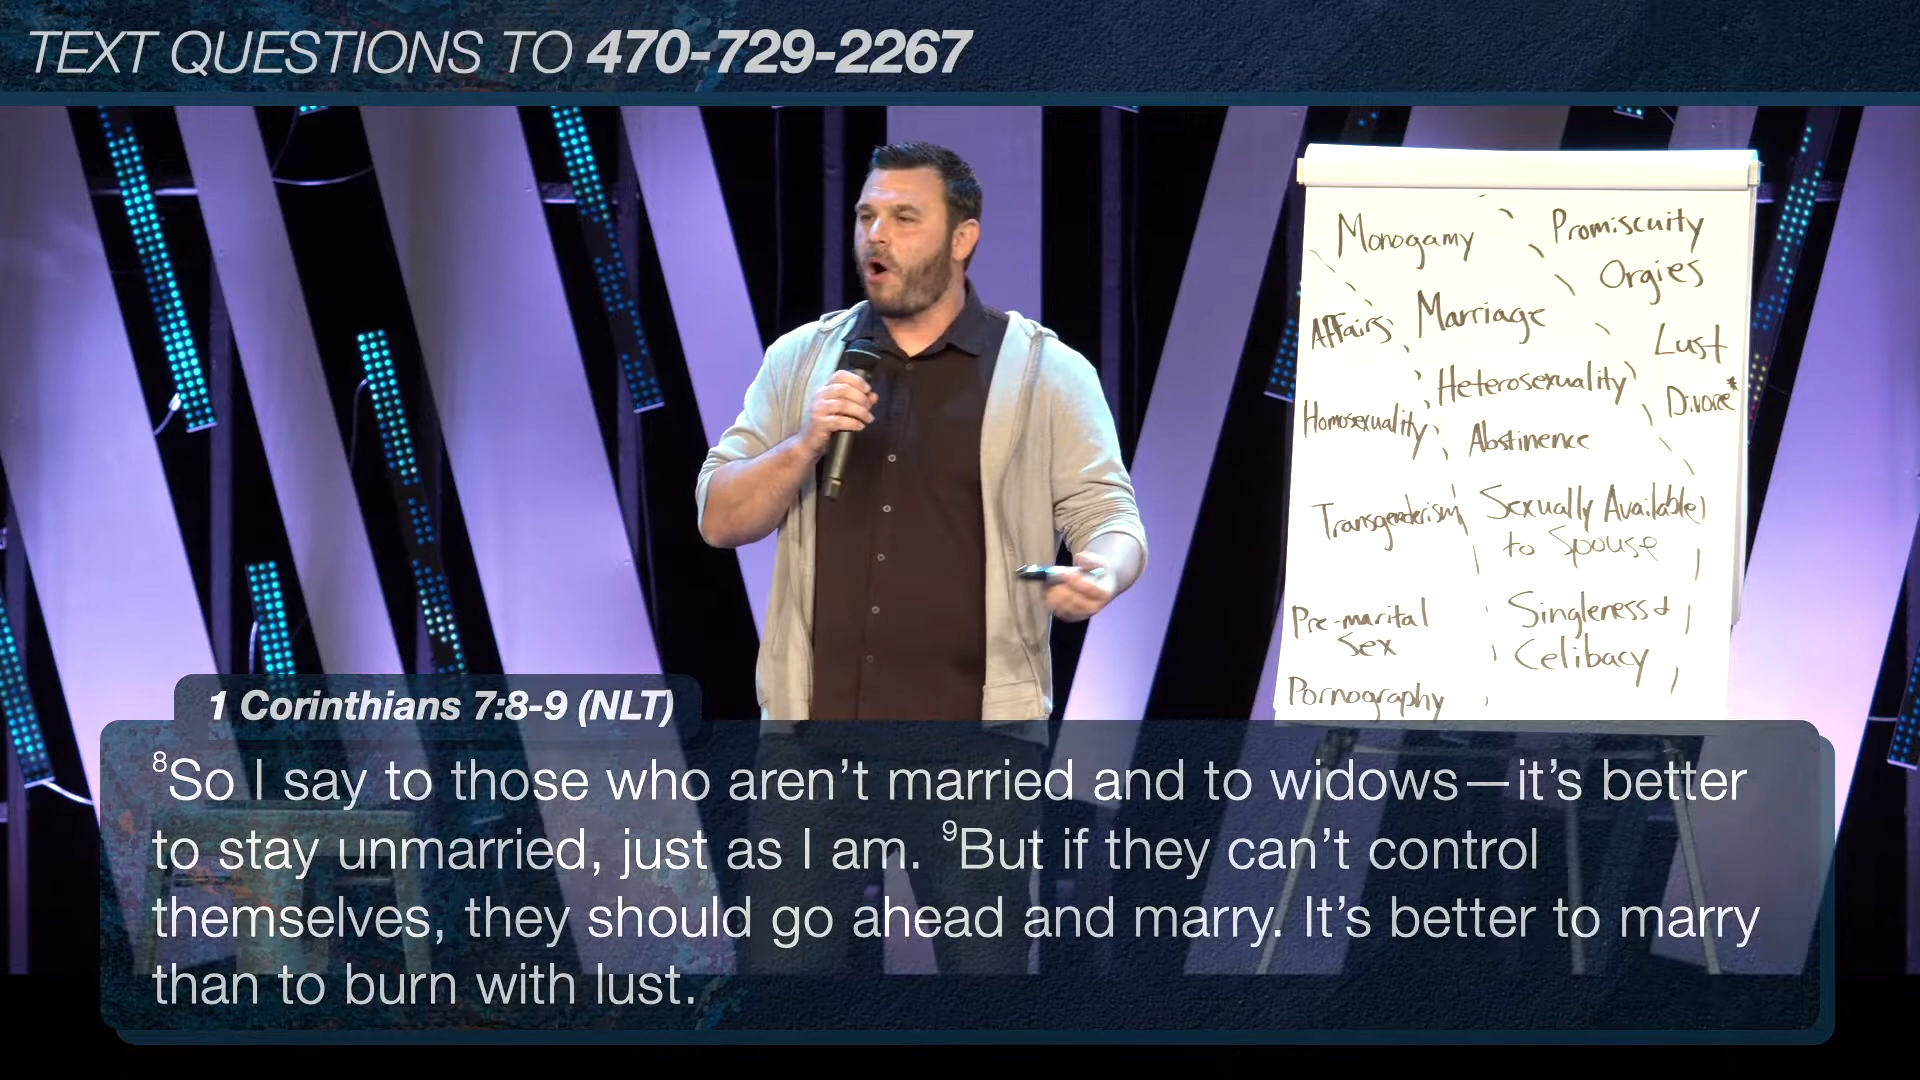 TEXT QUESTIONS TO 470-729-2267
Monogamy
Promiscuity
Orgies
Affairs
Marriage
Lust
Heterosexuality
Divorce*
Homosexuality
Abstinence
Transgenderism
Sexually Available
to Spouse
Pre-marital
Sex
Singleness &
Celibacy
Pornography
1 Corinthians 7:8-9 (NLT)
8So I say to those who aren’t married and to widows—it’s better
to stay unmarried, just as I am. 9But if they can’t control
themselves, they should go ahead and marry. It’s better to marry
than to burn with lust.